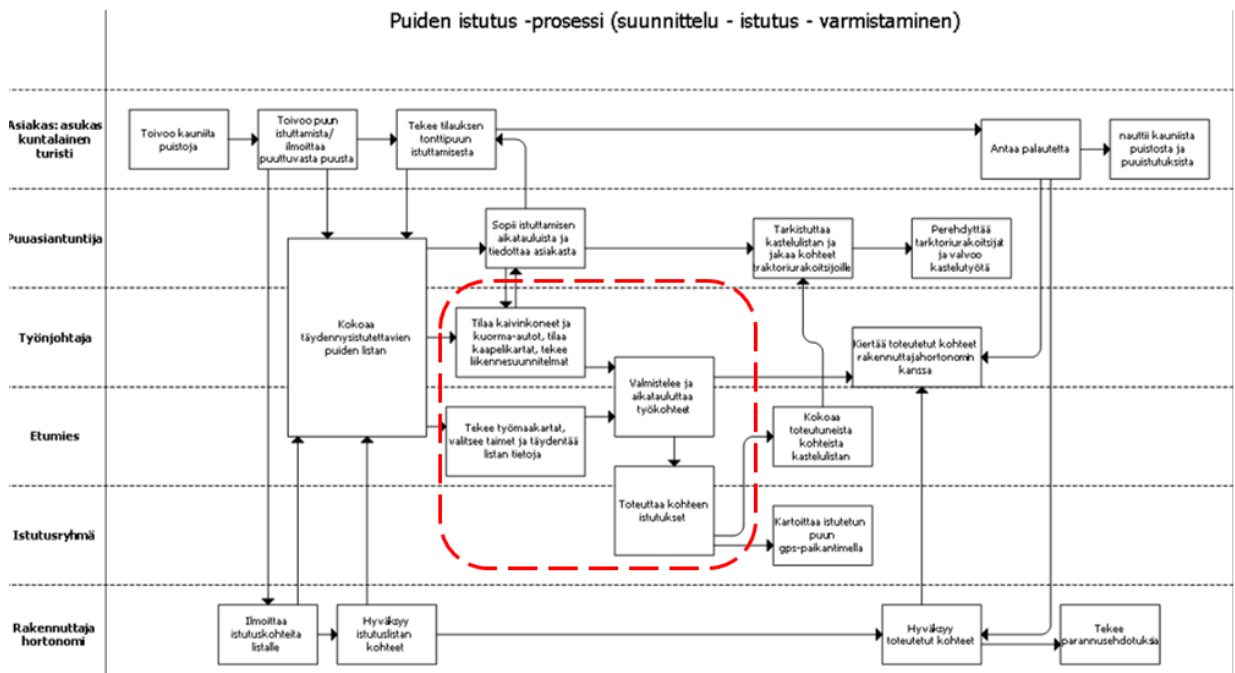 Puiden istutus -prosessi (suunnittelu - istutus - varmistaminen)
Asiakas: asukas
kuntalainen
turisti
Toivoo kauniita
puistoja
Toivoo puun
istuttamista/
ilmoittaa
puuttuvasta puusta
Tekee tilauksen
tonttipuun
istuttamisesta
Antaa palautetta
nauttii kauniista
puistosta ja
puuistutuksista
Puuasiantuntija
Sopii istuttamisen
aikatauluista ja
tiedottaa asiakasta
Tarkistuttaa
kastelulistan ja
jakaa kohteet
traktoriurakoitsijoille
Perehdyttää
tarktoriurakoitsijat
ja valvoo
kastelutyötä
Työnjohtaja
Kokoaa
täydennysistutettavien
puiden listan
Tilaa kaivinkoneet ja
kuorma-autot, tilaa
kaapelikartat, tekee
liikennesuunnitelmat
Valmistelee ja
aikatauluttaa
työkohteet
Kiertää toteutetut kohteet
rakennuttajahortonomin
kanssa
Etumies
Tekee työmaakartat,
valitsee taimet ja täydentää
listan tietoja
Kokoaa
toteutuneista
kohteista
kastelulistan
Istutusryhmä
Toteuttaa kohteen
istutukset
Kartoittaa istutetun
puun
gps-paikantimella
Rakennuttaja
hortonomi
Ilmoittaa
istutuskohteita
listalle
Hyväksyy
istutuslistan
kohteet
Hyväksyy
toteutetut kohteet
Tekee
parannusehdotuksia